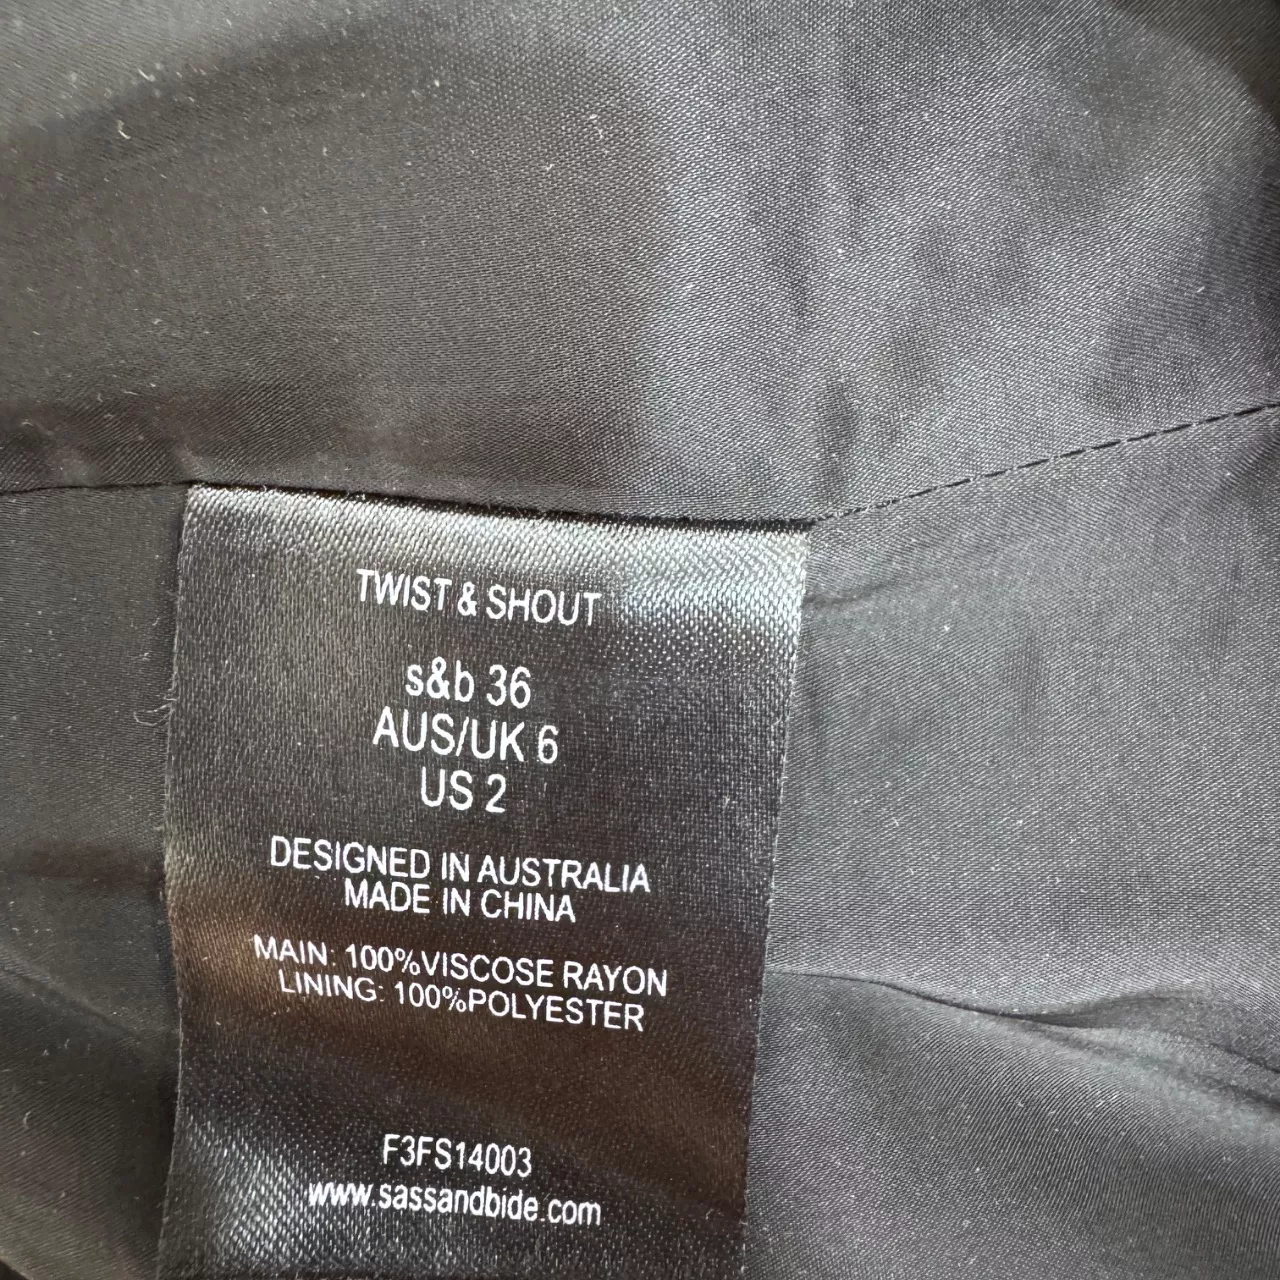 TWIST & SHOUT
s&b 36
AUS/UK 6
US 2
DESIGNED IN AUSTRALIA
MADE IN CHINA
MAIN: 100%VISCOSE RAYON
LINING: 100%POLYESTER
F3FS14003
www.sassandbide.com